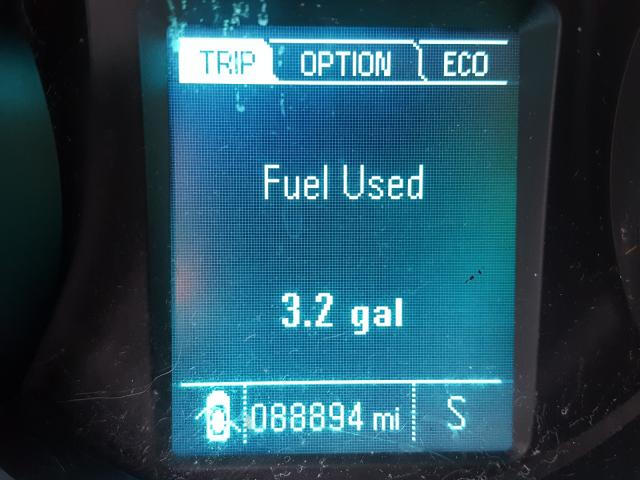 TRIP OPTION ECO
Fuel Used
3.2 gal
088894 mi S